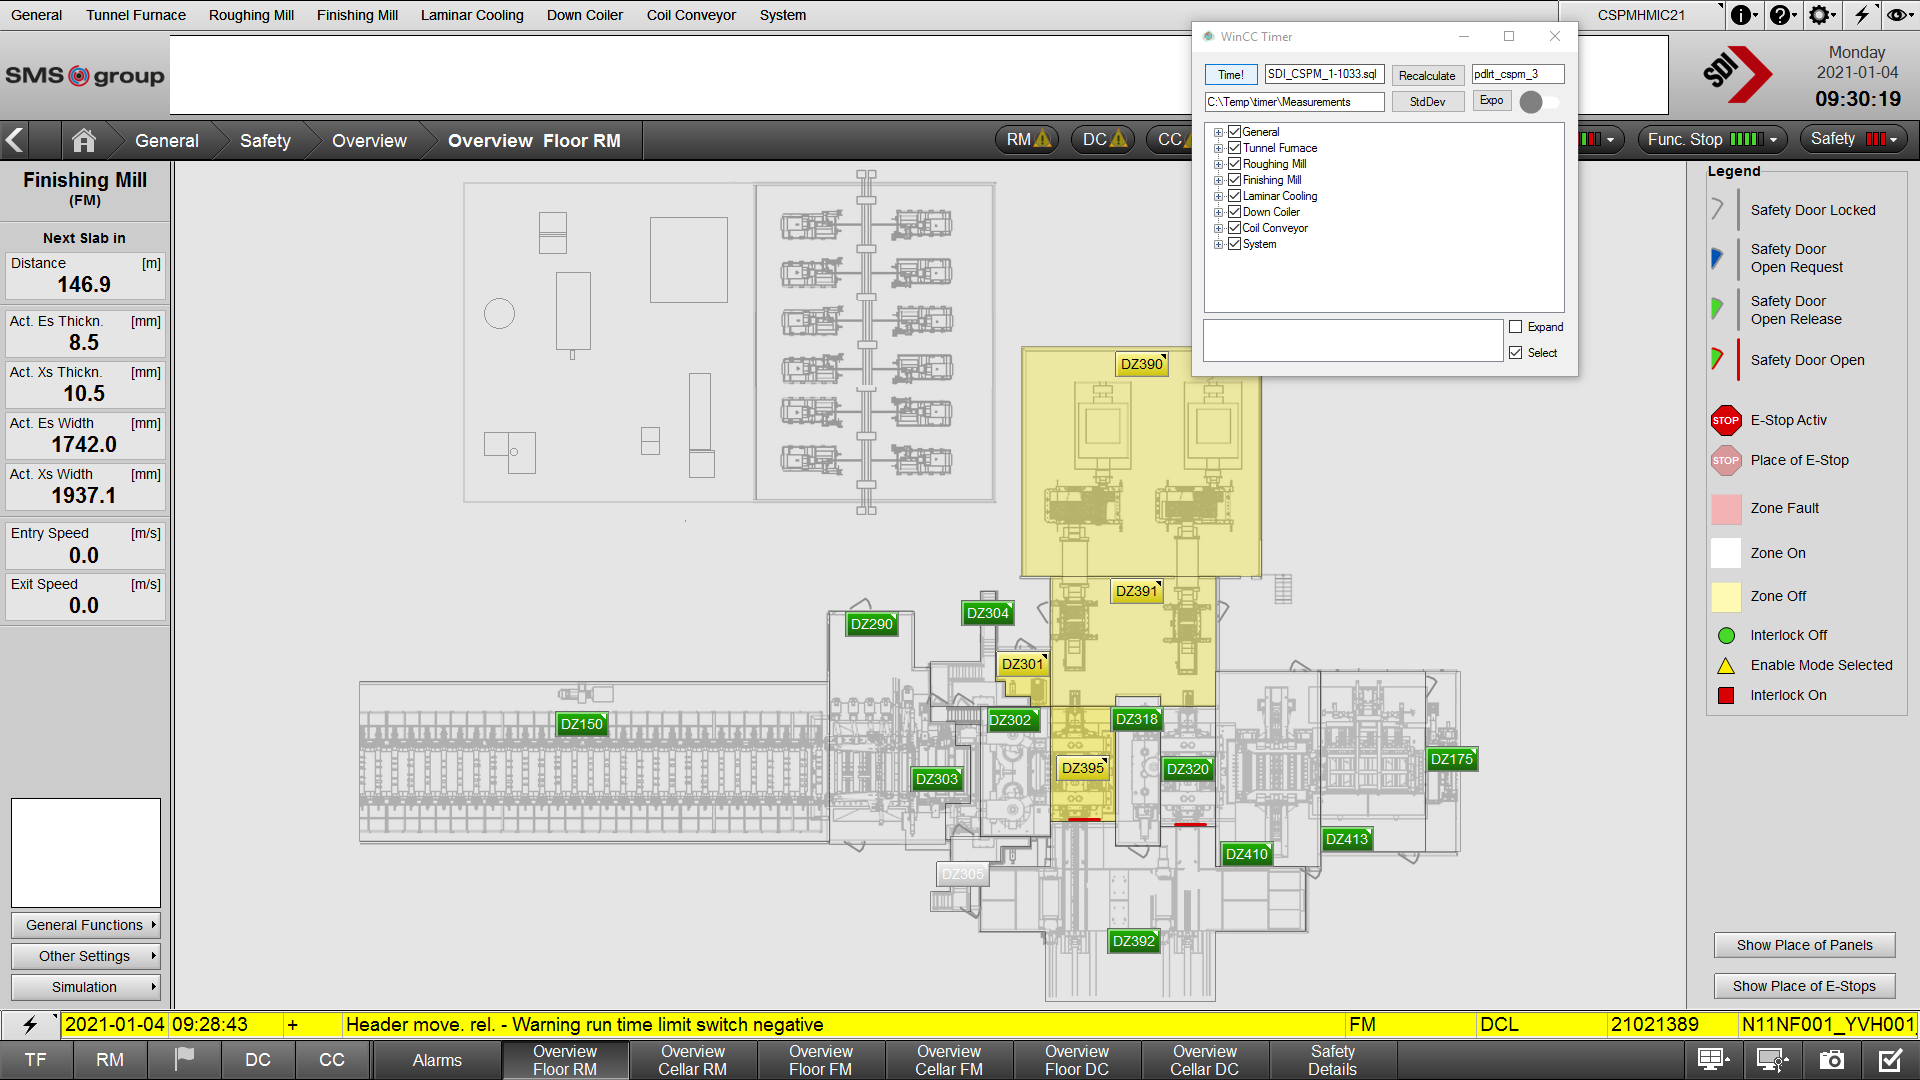 General Tunnel Furnace Roughing Mill Finishing Mill Laminar Cooling Down Coiler Coil Conveyor System CSPMHMIC21
SMS group
SDI
Monday
2021-01-04
09:30:19
WinCC Timer
Time! SDI_CSPM_1-1033.sql Recalculate pdlrt_cspm_3
C:\Temp\timer\Measurements StdDev Expo
General
Tunnel Furnace
Roughing Mill
Finishing Mill
Laminar Cooling
Down Coiler
Coil Conveyor
System
Expand
Select
General Safety Overview Overview Floor RM RM DC CC Func. Stop Safety
Finishing Mill
(FM)
Next Slab in
Distance [m]
146.9
Act. Es Thickn. [mm]
8.5
Act. Xs Thickn. [mm]
10.5
Act. Es Width [mm]
1742.0
Act. Xs Width [mm]
1937.1
Entry Speed [m/s]
0.0
Exit Speed [m/s]
0.0
General Functions
Other Settings
Simulation
DZ390
DZ391
DZ304
DZ290
DZ301
DZ302
DZ318
DZ150
DZ395
DZ320
DZ303
DZ175
DZ413
DZ410
DZ305
DZ392
Legend
Safety Door Locked
Safety Door
Open Request
Safety Door
Open Release
Safety Door Open
STOP E-Stop Activ
STOP Place of E-Stop
Zone Fault
Zone On
Zone Off
Interlock Off
Enable Mode Selected
Interlock On
Show Place of Panels
Show Place of E-Stops
2021-01-04 09:28:43 + Header move. rel. - Warning run time limit switch negative FM DCL 21021389 N11NF001_YVH001
TF RM DC CC Alarms
Overview
Floor RM
Overview
Cellar RM
Overview
Floor FM
Overview
Cellar FM
Overview
Floor DC
Overview
Cellar DC
Safety
Details